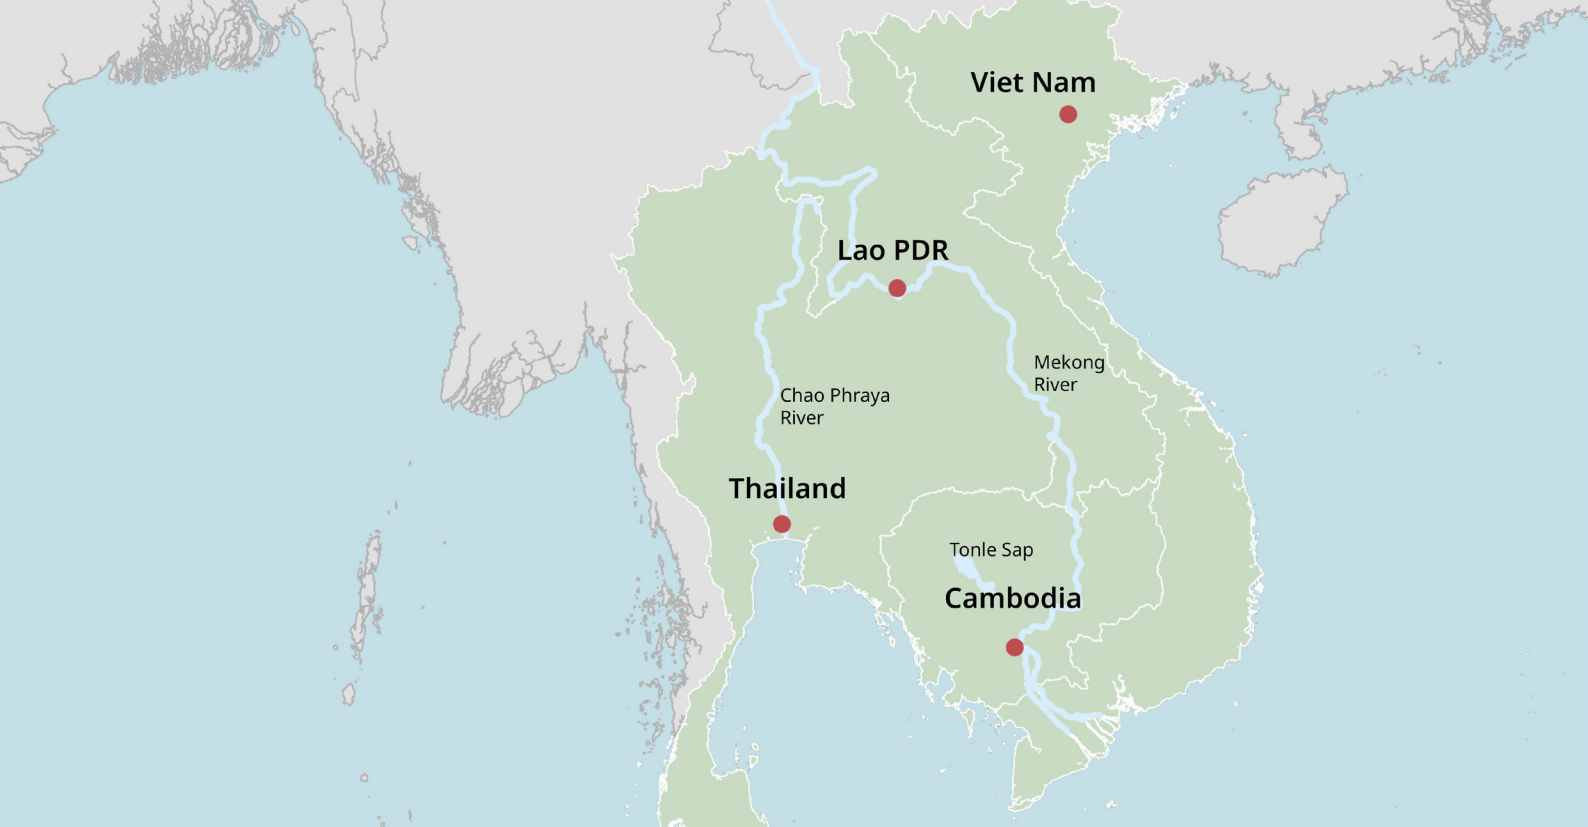 Viet Nam
Lao PDR
Mekong
River
Chao Phraya
River
Thailand
Tonle Sap
Cambodia